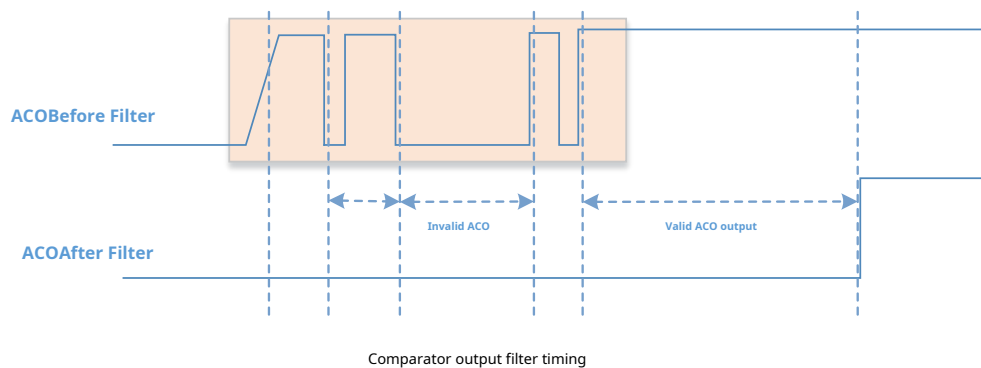 ACOBefore Filter
Invalid ACO
Valid ACO output
ACOAfter Filter
Comparator output filter timing